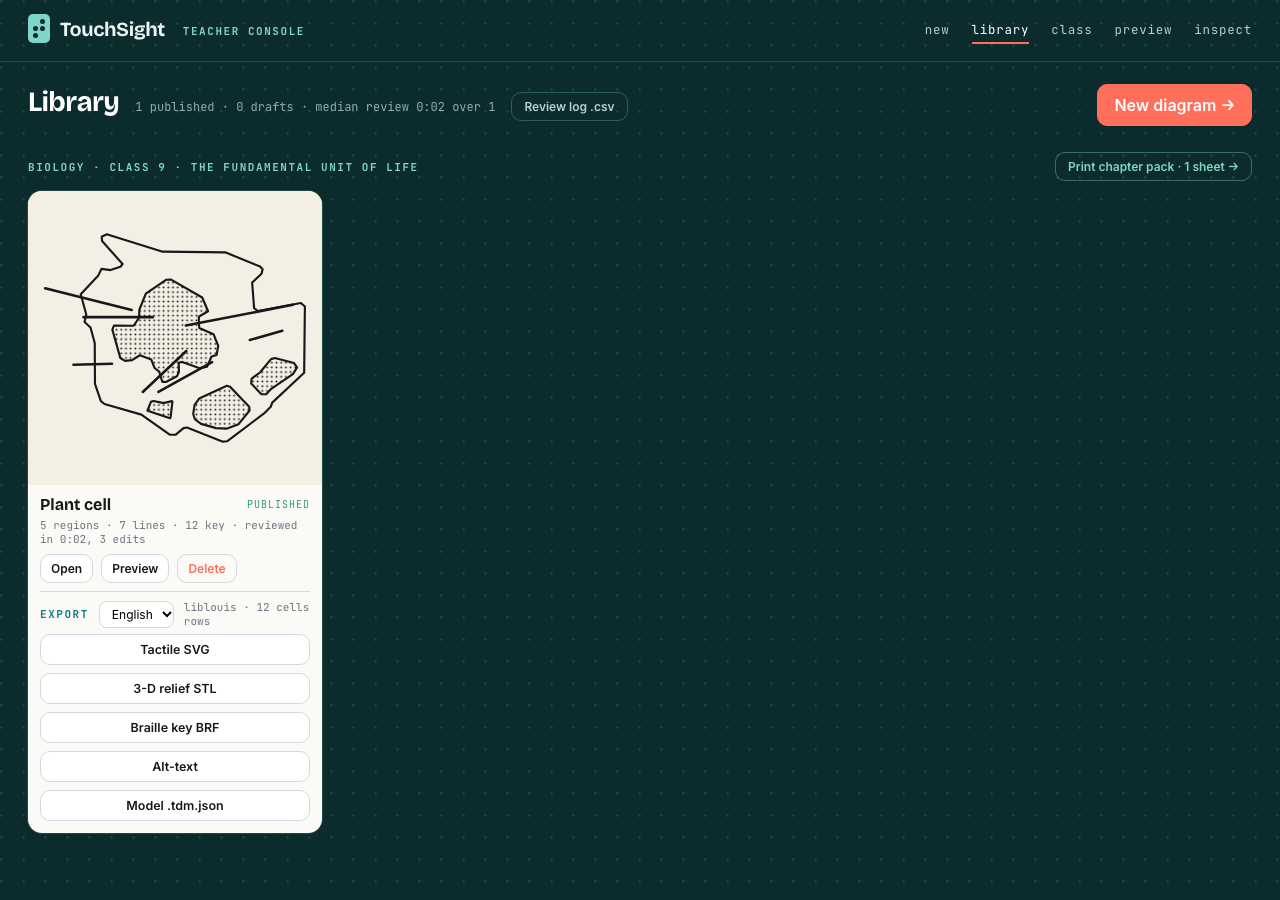 TouchSight TEACHER CONSOLE new library class preview inspect
Library 1 published · 0 drafts · median review 0:02 over 1 Review log .csv New diagram →
BIOLOGY · CLASS 9 · THE FUNDAMENTAL UNIT OF LIFE Print chapter pack · 1 sheet →
Plant cell PUBLISHED
5 regions · 7 lines · 12 key · reviewed
in 0:02, 3 edits
Open Preview Delete
EXPORT English liblouis · 12 cells
rows
Tactile SVG
3-D relief STL
Braille key BRF
Alt-text
Model .tdm.json